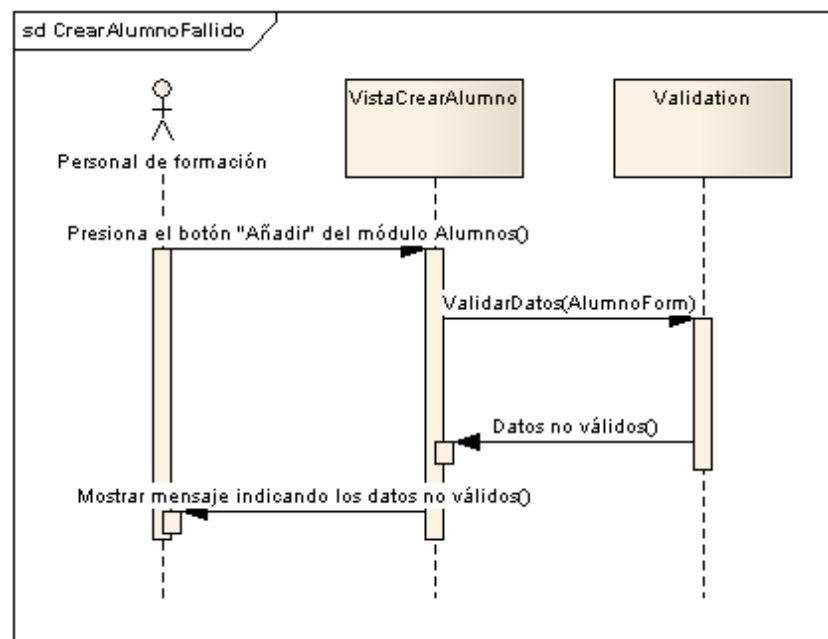 sd CrearAlumnoFallido
VistaCrearAlumno
Validation
Personal de formación
Presiona el botón "Añadir" del módulo Alumnos()
ValidarDatos(AlumnoForm)
Datos no válidos()
Mostrar mensaje indicando los datos no válidos()